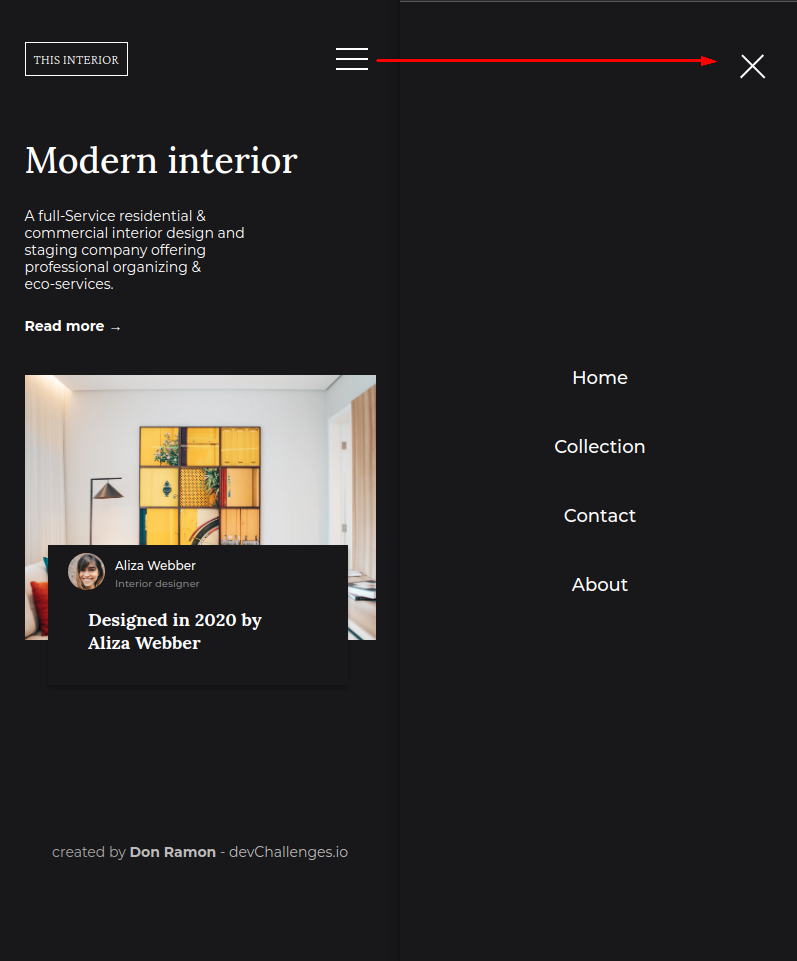 THIS INTERIOR
Modern interior
A full-Service residential &
commercial interior design and
staging company offering
professional organizing &
eco-services.
Read more →
Aliza Webber
Interior designer
Designed in 2020 by
Aliza Webber
created by Don Ramon - devChallenges.io
Home
Collection
Contact
About